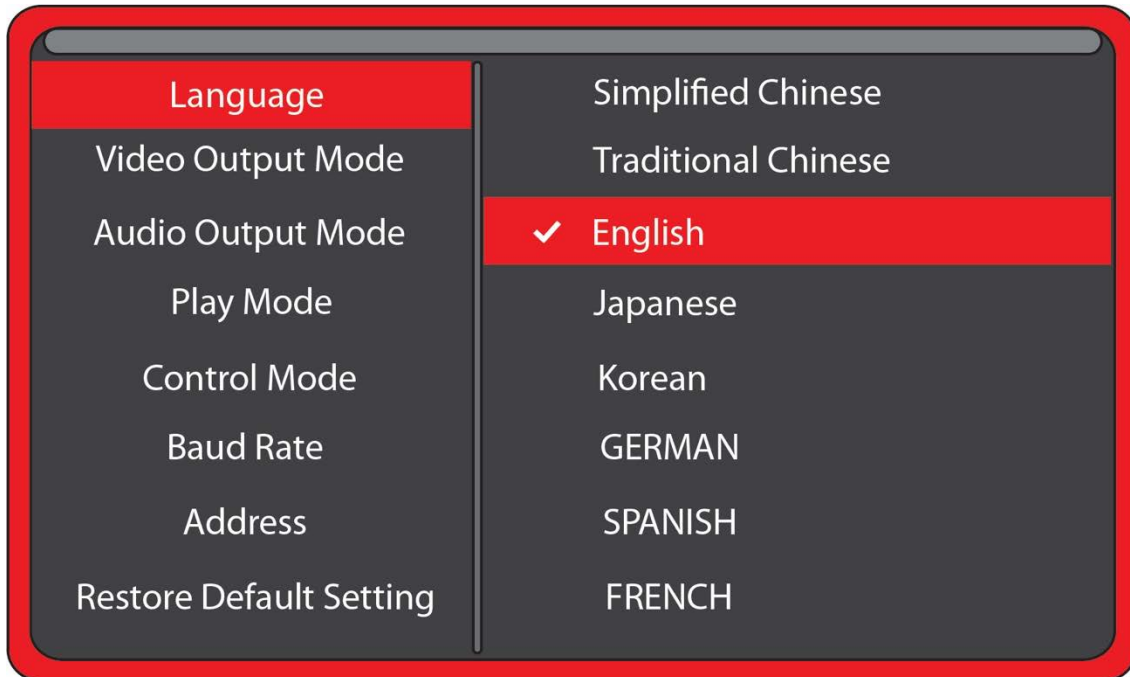 Language
Video Output Mode
Audio Output Mode
Play Mode
Control Mode
Baud Rate
Address
Restore Default Setting
Simplified Chinese
Traditional Chinese
✓ English
Japanese
Korean
GERMAN
SPANISH
FRENCH